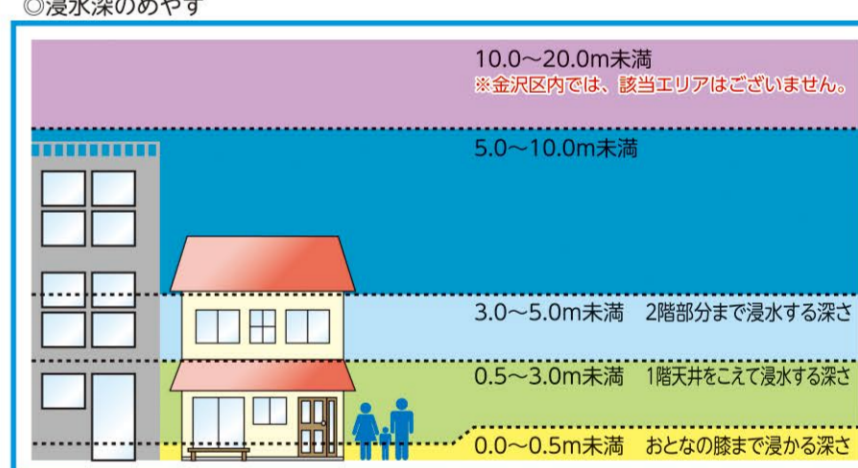 ◎浸水深のめやす
10.0～20.0m未満
※金沢区内では、該当エリアはございません。
5.0～10.0m未満
3.0～5.0m未満　2階部分まで浸水する深さ
0.5～3.0m未満　1階天井をこえて浸水する深さ
0.0～0.5m未満　おとなの膝まで浸かる深さ